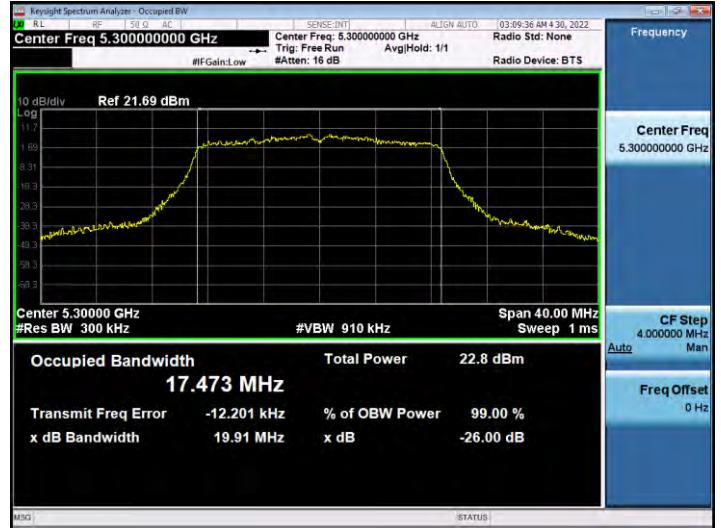 Keysight Spectrum Analyzer - Occupied BW
RL RF 50 Ω AC SENSE:INT ALIGN AUTO 03:09:36 AM 4 30, 2022
Center Freq 5.300000000 GHz
Center Freq: 5.300000000 GHz
Radio Std: None
Trig: Free Run Avg|Hold: 1/1
#IFGain:Low #Atten: 16 dB Radio Device: BTS
10 dB/div Ref 21.69 dBm
Log
11.7
1.69
-8.31
-18.3
-28.3
-38.3
-48.3
-58.3
-68.3
Center 5.30000 GHz Span 40.00 MHz
#Res BW 300 kHz #VBW 910 kHz Sweep 1 ms
Occupied Bandwidth Total Power 22.8 dBm
17.473 MHz
Transmit Freq Error -12.201 kHz % of OBW Power 99.00 %
x dB Bandwidth 19.91 MHz x dB -26.00 dB
Frequency
Center Freq
5.300000000 GHz
CF Step
4.000000 MHz
Auto Man
Freq Offset
0 Hz
MSG STATUS